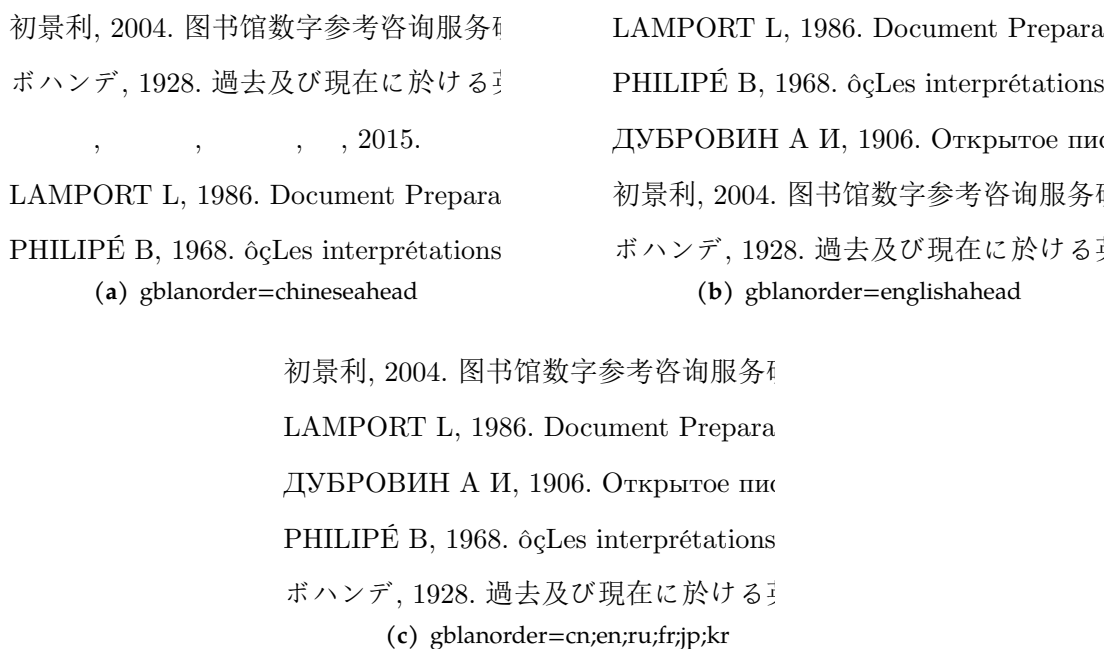 初景利, 2004. 图书馆数字参考咨询服务
ボハンデ, 1928. 過去及び現在に於ける
, , , , 2015.
LAMPORT L, 1986. Document Prepara
PHILIPÉ B, 1968. ôçLes interprétations
(a) gblanorder=chineseahead
LAMPORT L, 1986. Document Prepara
PHILIPÉ B, 1968. ôçLes interprétations
ДУБРОВИН А И, 1906. Открытое пис
初景利, 2004. 图书馆数字参考咨询服务
ボハンデ, 1928. 過去及び現在に於ける
(b) gblanorder=englishahead
初景利, 2004. 图书馆数字参考咨询服务
LAMPORT L, 1986. Document Prepara
ДУБРОВИН А И, 1906. Открытое пис
PHILIPÉ B, 1968. ôçLes interprétations
ボハンデ, 1928. 過去及び現在に於ける
(c) gblanorder=cn;en;ru;fr;jp;kr